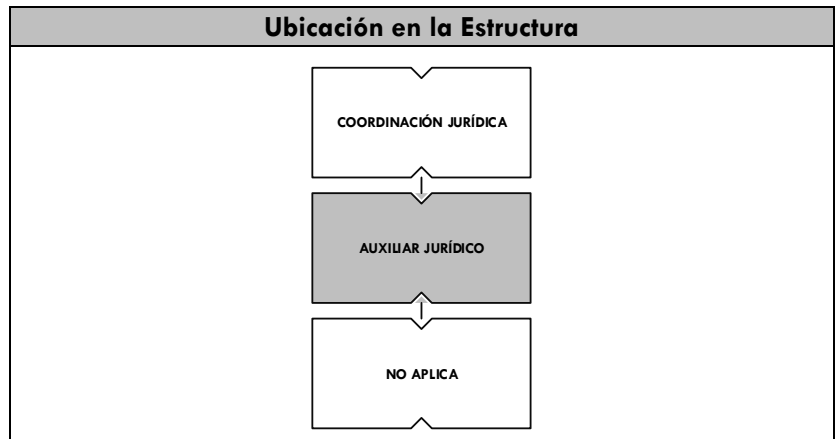 Ubicación en la Estructura
COORDINACIÓN JURÍDICA
AUXILIAR JURÍDICO
NO APLICA